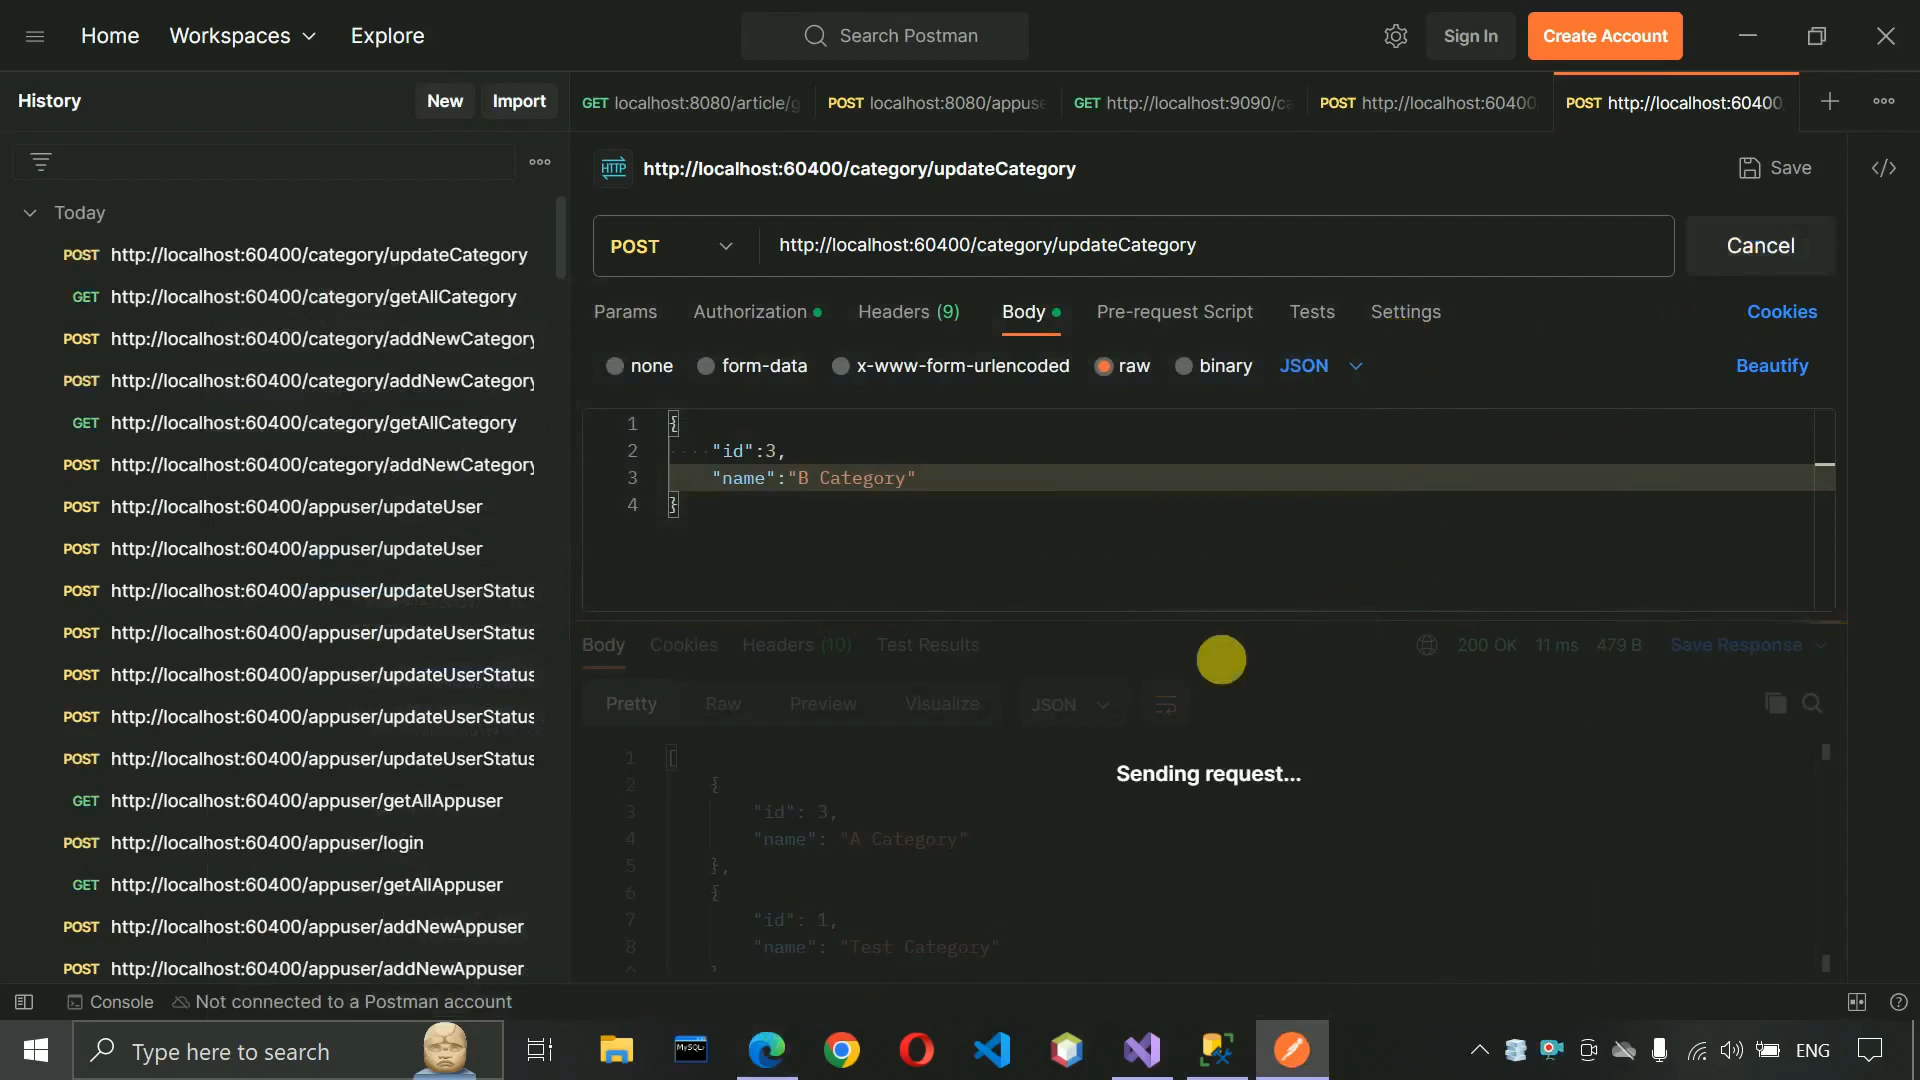 Home Workspaces Explore
Search Postman
Sign In Create Account
History New Import
GET localhost:8080/article/g
POST localhost:8080/appuse
GET http://localhost:9090/ca
POST http://localhost:60400
POST http://localhost:60400
Today
POST http://localhost:60400/category/updateCategory
GET http://localhost:60400/category/getAllCategory
POST http://localhost:60400/category/addNewCategory
POST http://localhost:60400/category/addNewCategory
GET http://localhost:60400/category/getAllCategory
POST http://localhost:60400/category/addNewCategory
POST http://localhost:60400/appuser/updateUser
POST http://localhost:60400/appuser/updateUser
POST http://localhost:60400/appuser/updateUserStatus
POST http://localhost:60400/appuser/updateUserStatus
POST http://localhost:60400/appuser/updateUserStatus
POST http://localhost:60400/appuser/updateUserStatus
POST http://localhost:60400/appuser/updateUserStatus
GET http://localhost:60400/appuser/getAllAppuser
POST http://localhost:60400/appuser/login
GET http://localhost:60400/appuser/getAllAppuser
POST http://localhost:60400/appuser/addNewAppuser
POST http://localhost:60400/appuser/addNewAppuser
HTTP http://localhost:60400/category/updateCategory
Save
POST http://localhost:60400/category/updateCategory
Cancel
Params Authorization Headers (9) Body Pre-request Script Tests Settings Cookies
none form-data x-www-form-urlencoded raw binary JSON Beautify
1 {
2 "id":3,
3 "name":"B Category"
4 }
Body Cookies Headers (10) Test Results 200 OK 11 ms 479 B Save Response
Pretty Raw Preview Visualize JSON
1 [
2 {
3 "id": 3,
4 "name": "A Category"
5 },
6 {
7 "id": 1,
8 "name": "Test Category"
Sending request...
Console Not connected to a Postman account
Type here to search
MySQL
ENG